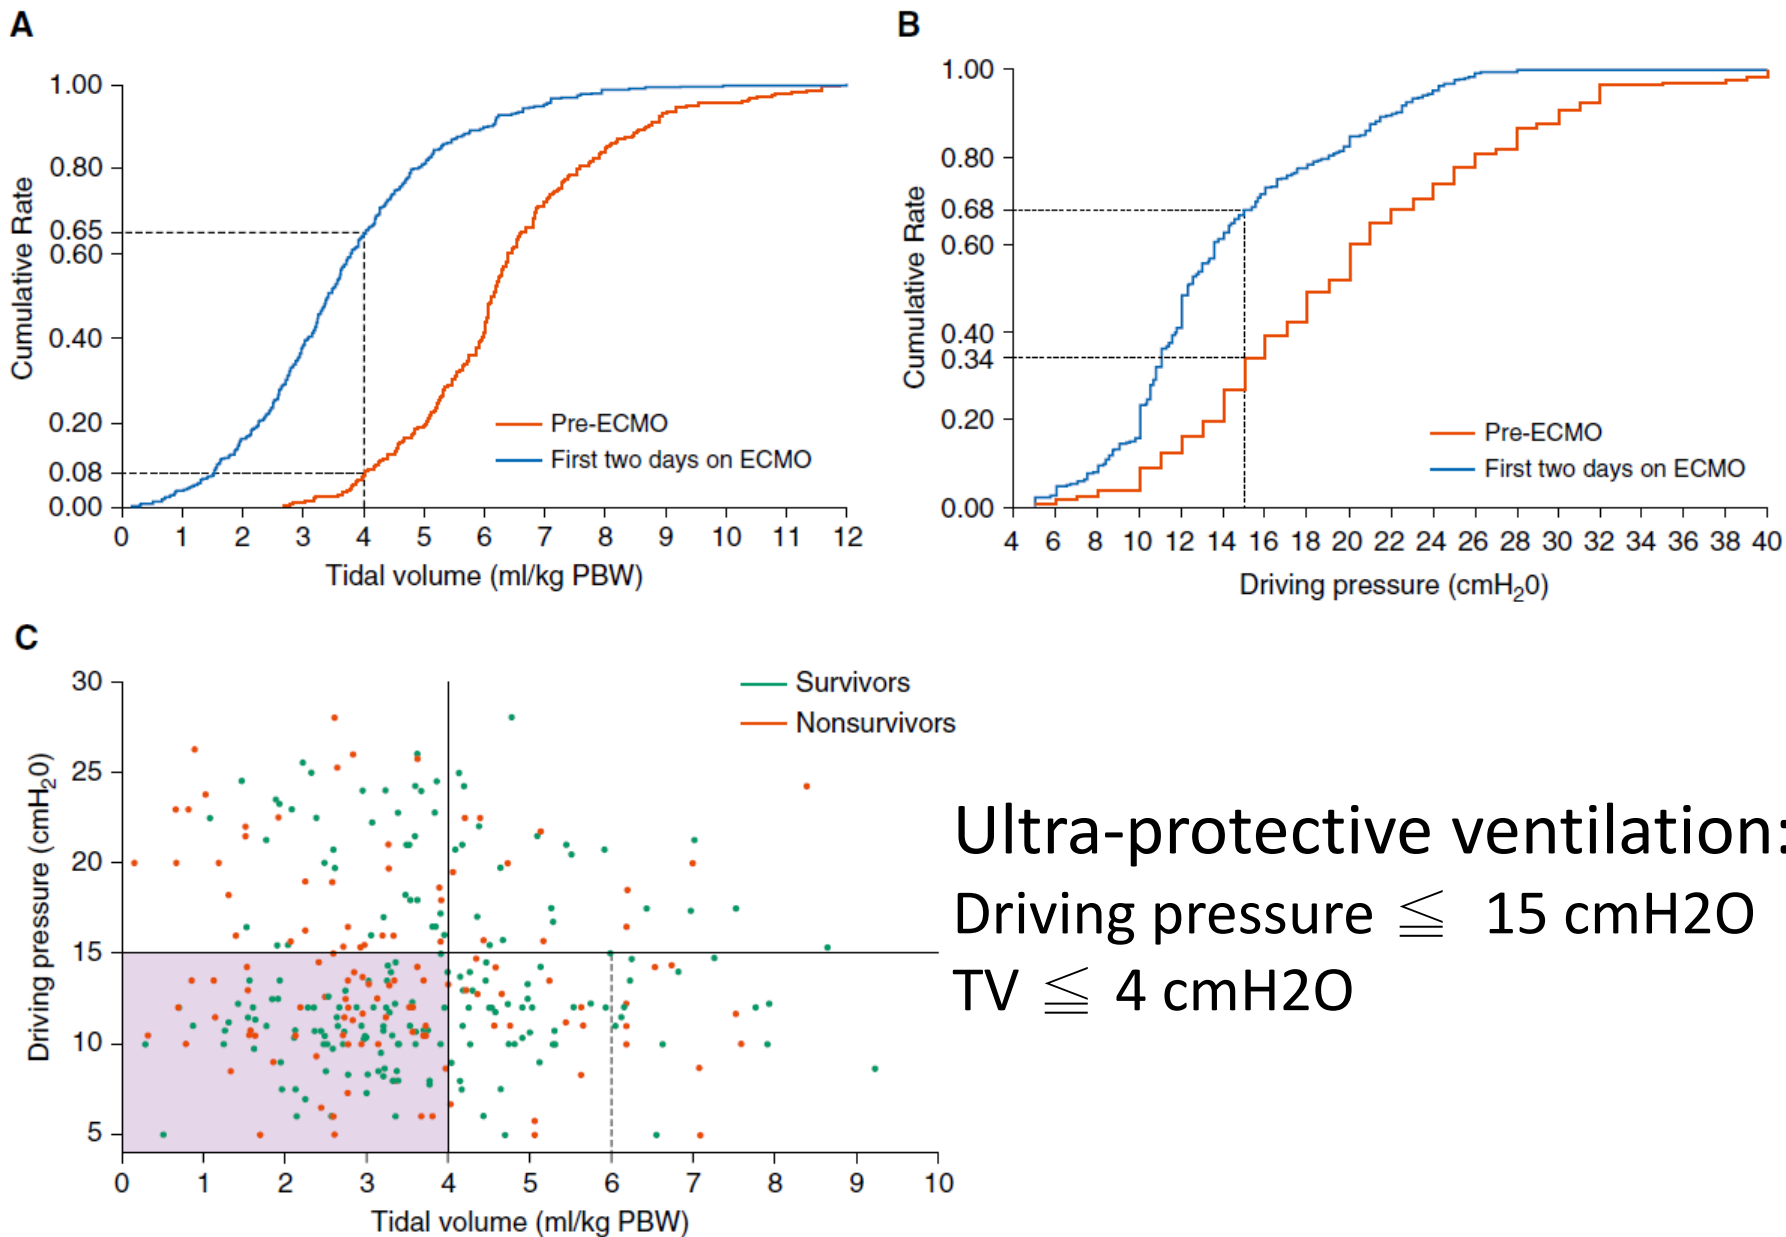 A
1.00
0.80
0.65
0.60
0.40
0.20
0.08
0.00
Cumulative Rate
Pre-ECMO
First two days on ECMO
0 1 2 3 4 5 6 7 8 9 10 11 12
Tidal volume (ml/kg PBW)
B
1.00
0.80
0.68
0.60
0.40
0.34
0.20
0.00
Cumulative Rate
Pre-ECMO
First two days on ECMO
4 6 8 10 12 14 16 18 20 22 24 26 28 30 32 34 36 38 40
Driving pressure (cmH₂0)
C
30
25
20
15
10
5
Driving pressure (cmH₂0)
Survivors
Nonsurvivors
0 1 2 3 4 5 6 7 8 9 10
Tidal volume (ml/kg PBW)
Ultra-protective ventilation:
Driving pressure ≦ 15 cmH2O
TV ≦ 4 cmH2O